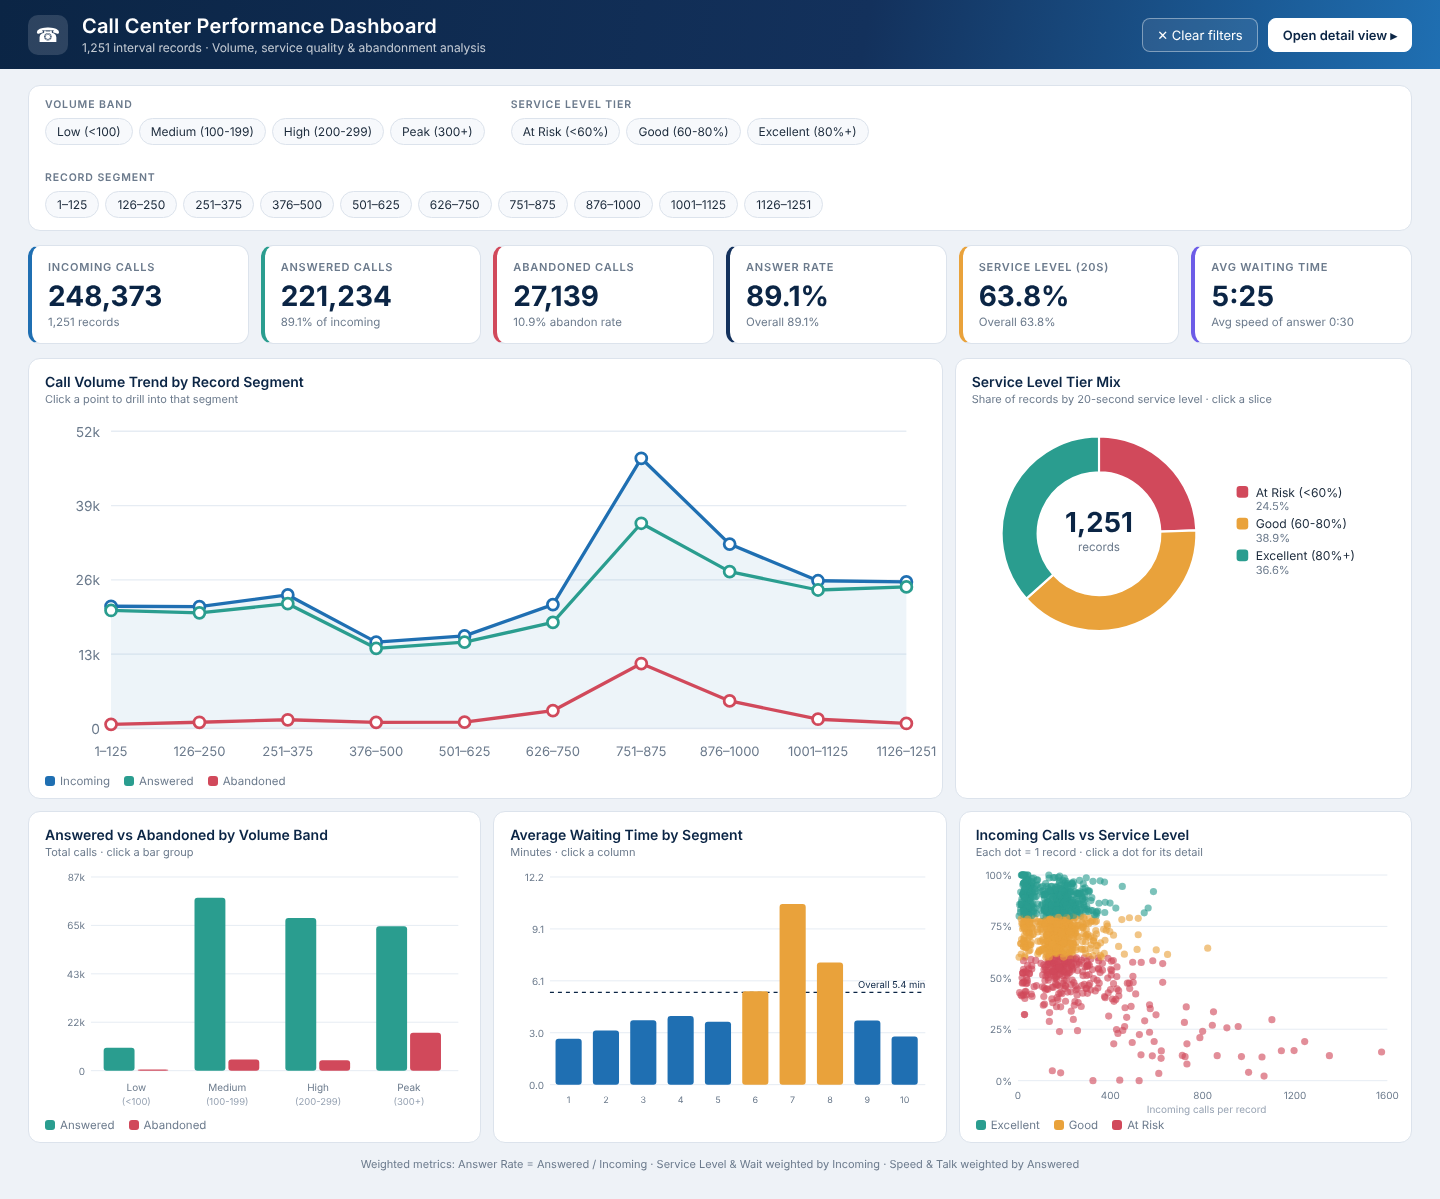 ☎ Call Center Performance Dashboard
1,251 interval records · Volume, service quality & abandonment analysis
✕ Clear filters
Open detail view ▸
VOLUME BAND
Low (<100) Medium (100-199) High (200-299) Peak (300+)
SERVICE LEVEL TIER
At Risk (<60%) Good (60-80%) Excellent (80%+)
RECORD SEGMENT
1–125 126–250 251–375 376–500 501–625 626–750 751–875 876–1000 1001–1125 1126–1251
INCOMING CALLS
248,373
1,251 records
ANSWERED CALLS
221,234
89.1% of incoming
ABANDONED CALLS
27,139
10.9% abandon rate
ANSWER RATE
89.1%
Overall 89.1%
SERVICE LEVEL (20S)
63.8%
Overall 63.8%
AVG WAITING TIME
5:25
Avg speed of answer 0:30
Call Volume Trend by Record Segment
Click a point to drill into that segment
52k
39k
26k
13k
0
1–125 126–250 251–375 376–500 501–625 626–750 751–875 876–1000 1001–1125 1126–1251
Incoming Answered Abandoned
Service Level Tier Mix
Share of records by 20-second service level · click a slice
1,251
records
At Risk (<60%)
24.5%
Good (60-80%)
38.9%
Excellent (80%+)
36.6%
Answered vs Abandoned by Volume Band
Total calls · click a bar group
87k
65k
43k
22k
0
Low Medium High Peak
(<100) (100-199) (200-299) (300+)
Answered Abandoned
Average Waiting Time by Segment
Minutes · click a column
12.2
9.1
6.1
3.0
0.0
Overall 5.4 min
1 2 3 4 5 6 7 8 9 10
Incoming Calls vs Service Level
Each dot = 1 record · click a dot for its detail
100%
75%
50%
25%
0%
0 400 800 1200 1600
Incoming calls per record
Excellent Good At Risk
Weighted metrics: Answer Rate = Answered / Incoming · Service Level & Wait weighted by Incoming · Speed & Talk weighted by Answered